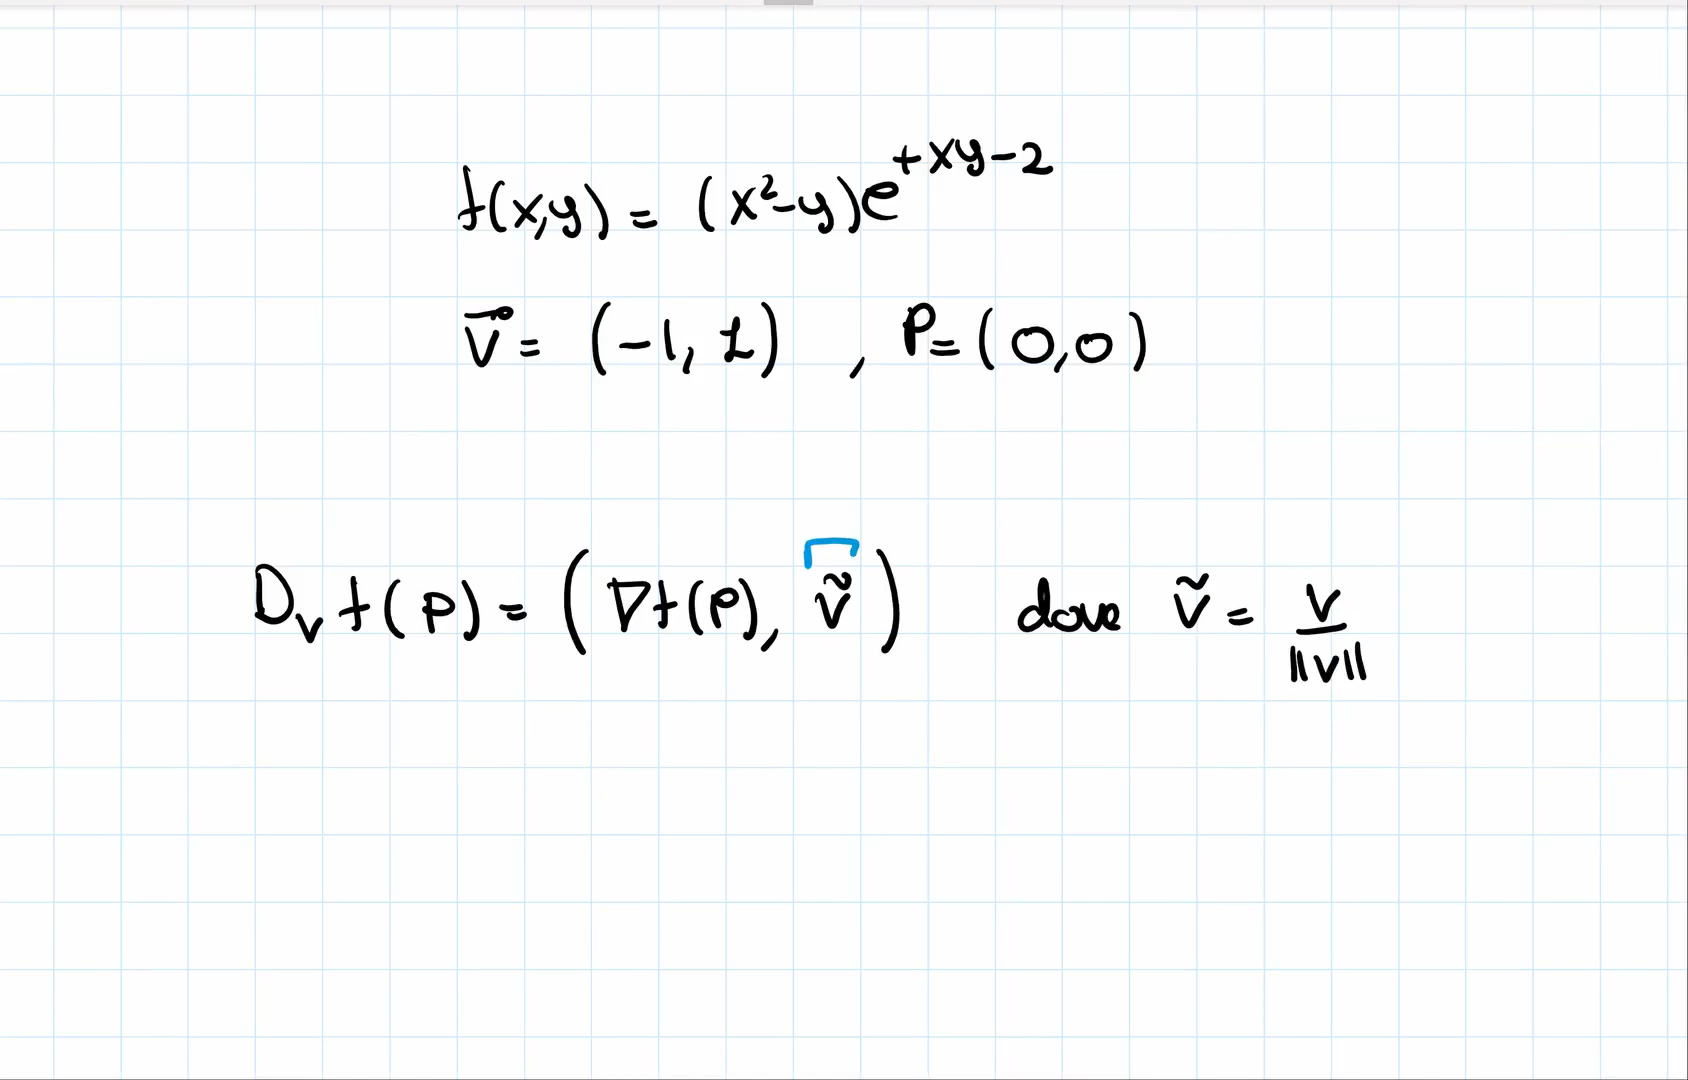 f(x,y) = (x²-y)e^{+xy-2}
v⃗ = (-1, 1) , P=(0,0)
D_v f(P) = (∇f(P), ṽ) dove ṽ = v/||v||